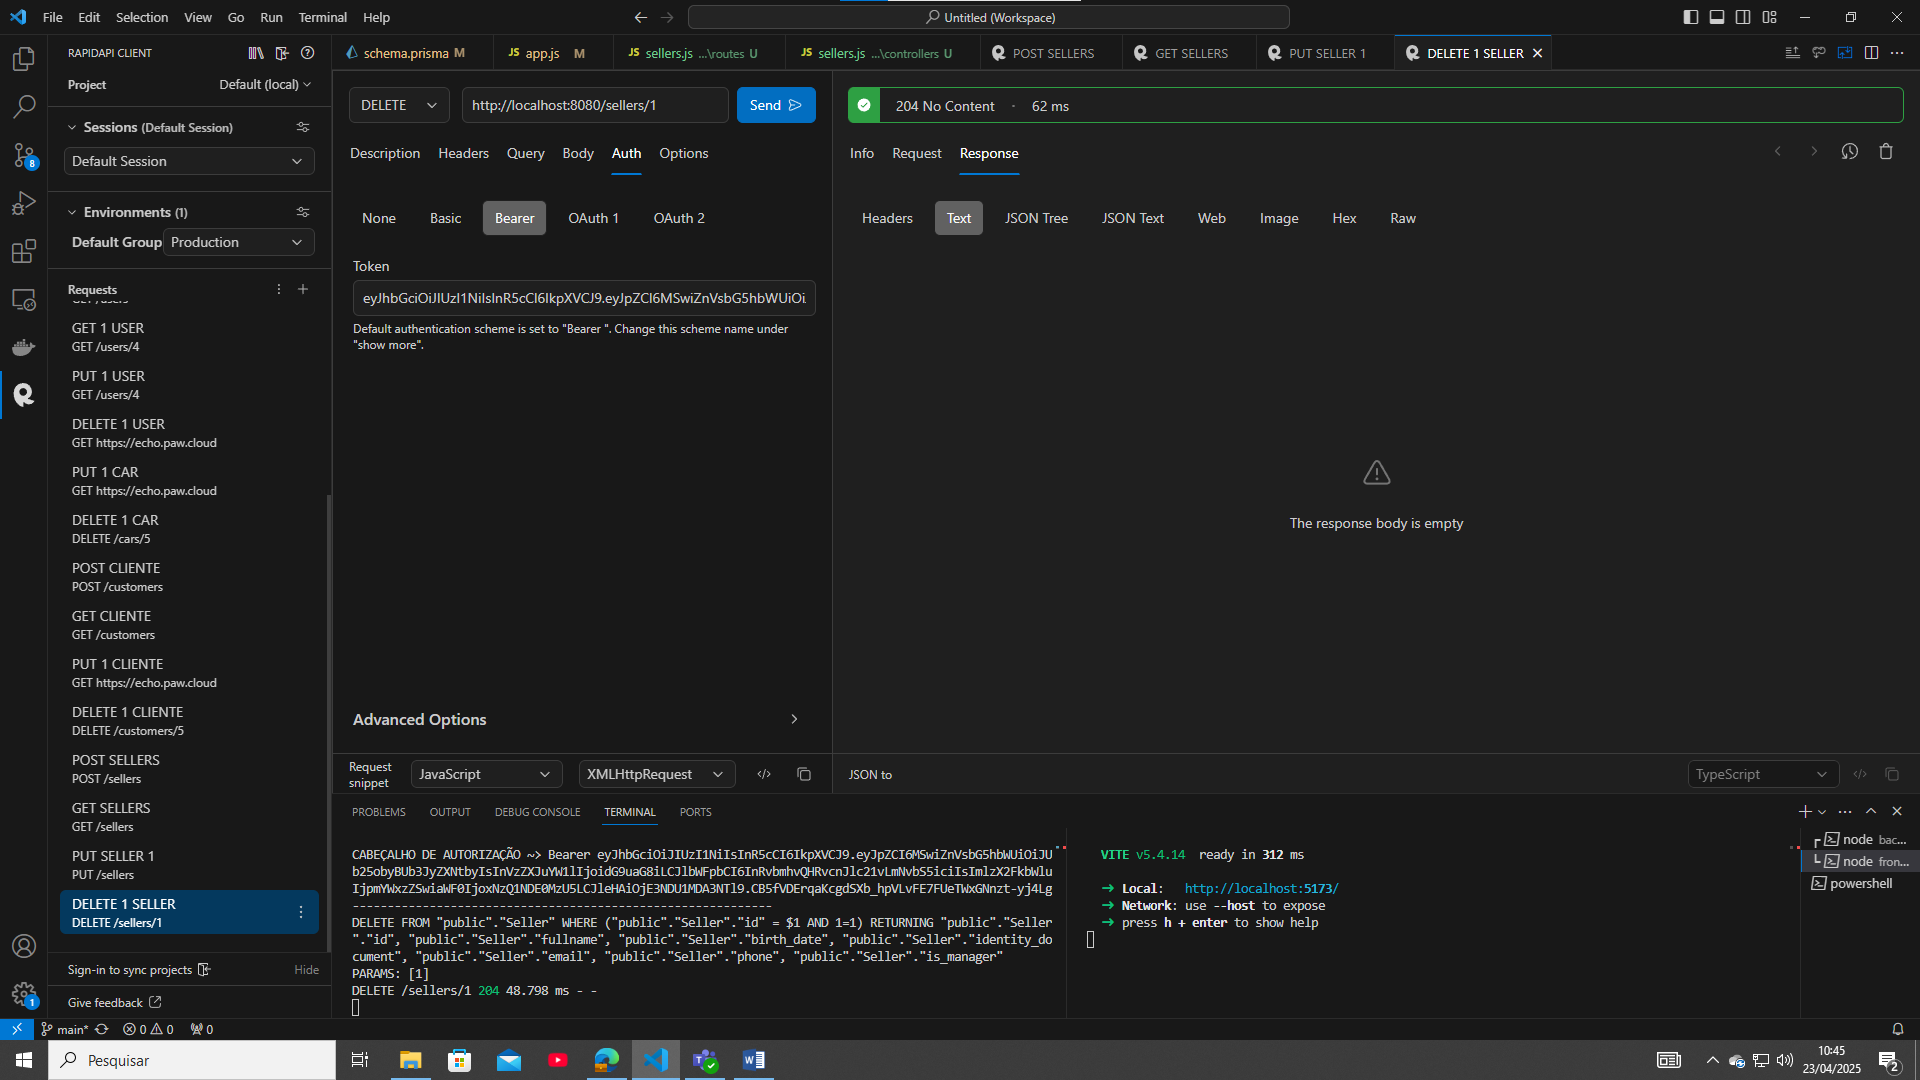 File Edit Selection View Go Run Terminal Help
Untitled (Workspace)
RAPIDAPI CLIENT
Project Default (local)
Sessions (Default Session)
Default Session
Environments (1)
Default Group Production
Requests
GET 1 USER
GET /users/4
PUT 1 USER
GET /users/4
DELETE 1 USER
GET https://echo.paw.cloud
PUT 1 CAR
GET https://echo.paw.cloud
DELETE 1 CAR
DELETE /cars/5
POST CLIENTE
POST /customers
GET CLIENTE
GET /customers
PUT 1 CLIENTE
GET https://echo.paw.cloud
DELETE 1 CLIENTE
DELETE /customers/5
POST SELLERS
POST /sellers
GET SELLERS
GET /sellers
PUT SELLER 1
PUT /sellers
DELETE 1 SELLER
DELETE /sellers/1
Sign-in to sync projects Hide
Give feedback
8
1
schema.prisma M
JS app.js M
JS sellers.js ...\routes U
JS sellers.js ...\controllers U
POST SELLERS
GET SELLERS
PUT SELLER 1
DELETE 1 SELLER
DELETE http://localhost:8080/sellers/1 Send
Description Headers Query Body Auth Options
None Basic Bearer OAuth 1 OAuth 2
Token
Default authentication scheme is set to "Bearer ". Change this scheme name under
"show more".
Advanced Options
Request
snippet
JavaScript XMLHttpRequest
204 No Content · 62 ms
Info Request Response
Headers Text JSON Tree JSON Text Web Image Hex Raw
The response body is empty
JSON to TypeScript
PROBLEMS OUTPUT DEBUG CONSOLE TERMINAL PORTS
CABEÇALHO DE AUTORIZAÇÃO ~> Bearer
------------------------------------------------------------
DELETE FROM "public"."Seller" WHERE ("public"."Seller"."id" = $1 AND 1=1) RETURNING "public"."Seller
"."id", "public"."Seller"."fullname", "public"."Seller"."birth_date", "public"."Seller"."identity_do
cument", "public"."Seller"."email", "public"."Seller"."phone", "public"."Seller"."is_manager"
PARAMS: [1]
DELETE /sellers/1 204 48.798 ms - -
VITE v5.4.14 ready in 312 ms
➜ Local: http://localhost:5173/
➜ Network: use --host to expose
➜ press h + enter to show help
node bac...
node fron...
powershell
main* 0 0 0
Pesquisar
10:45
23/04/2025
2